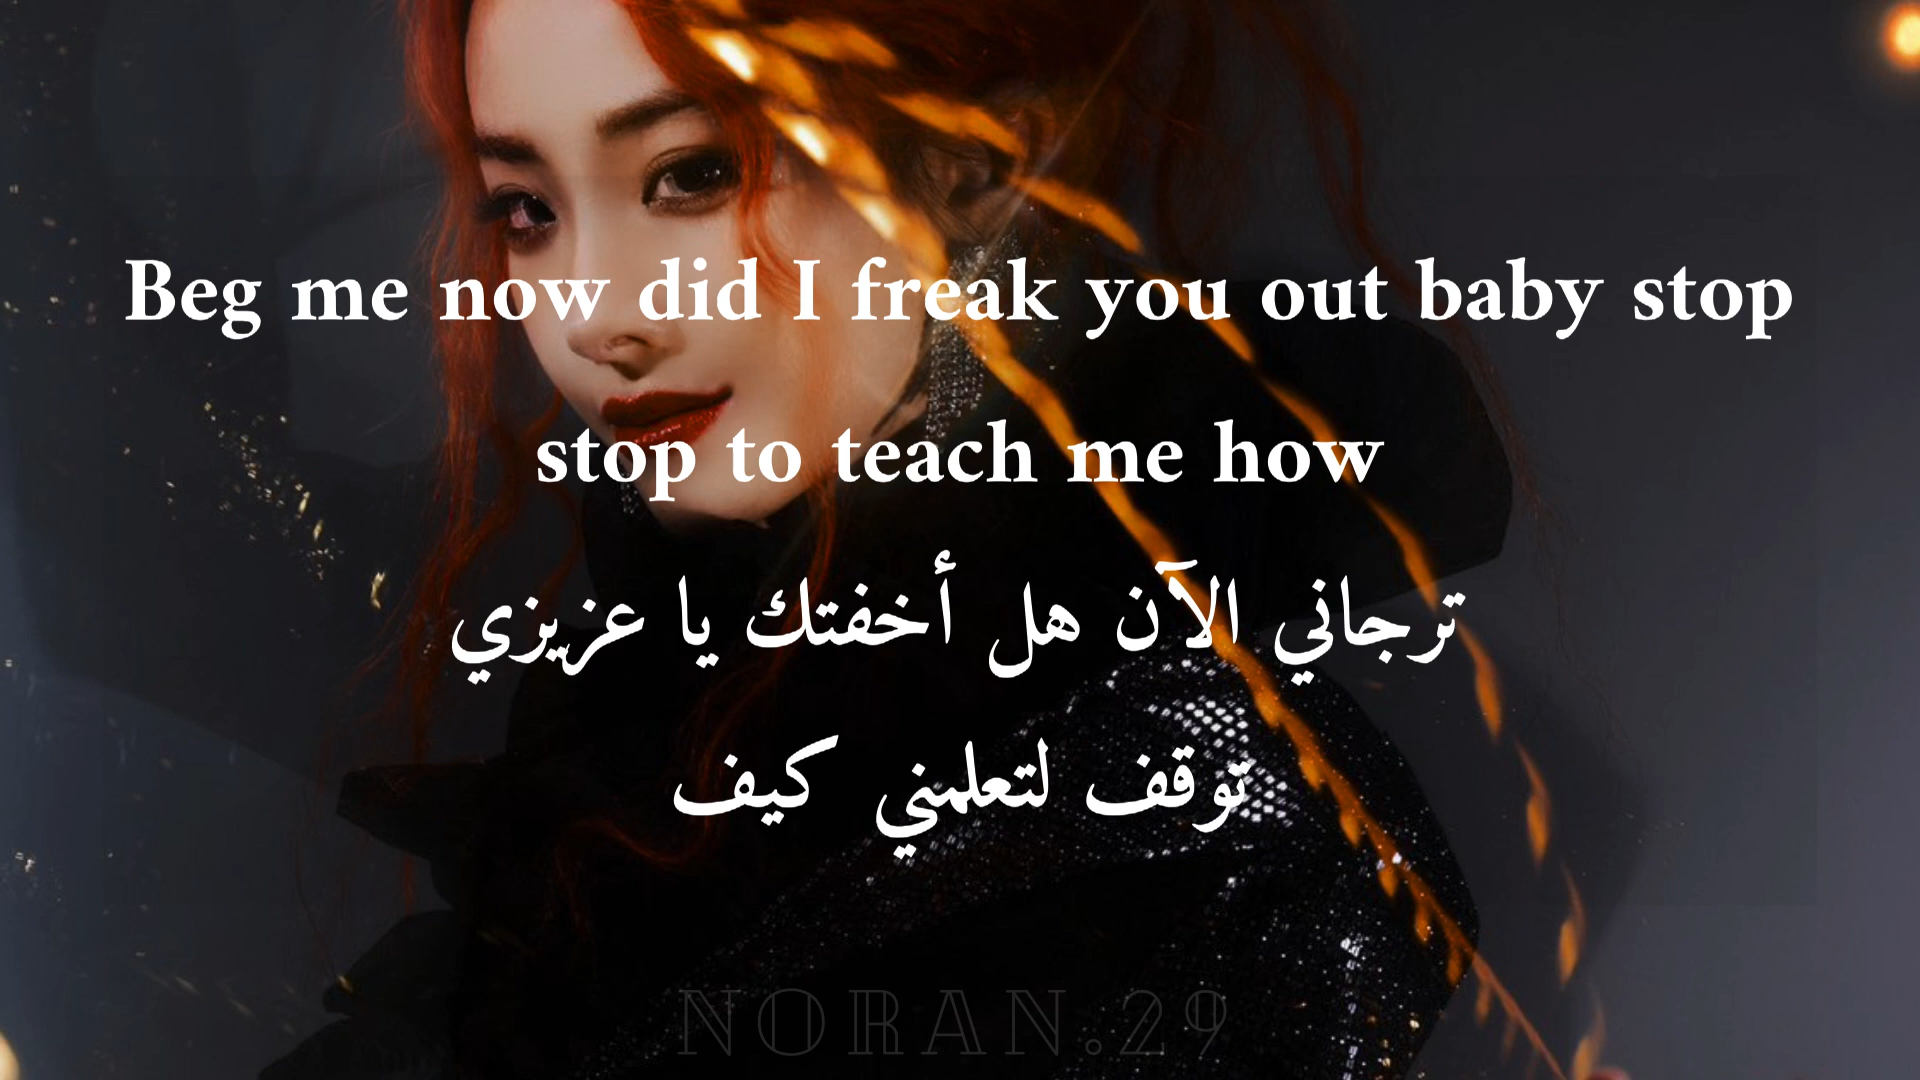 Beg me now did I freak you out baby stop
stop to teach me how
ترجاني الآن هل أخفتك يا عزيزي
توقف لتعلمني كيف
NORAN.29